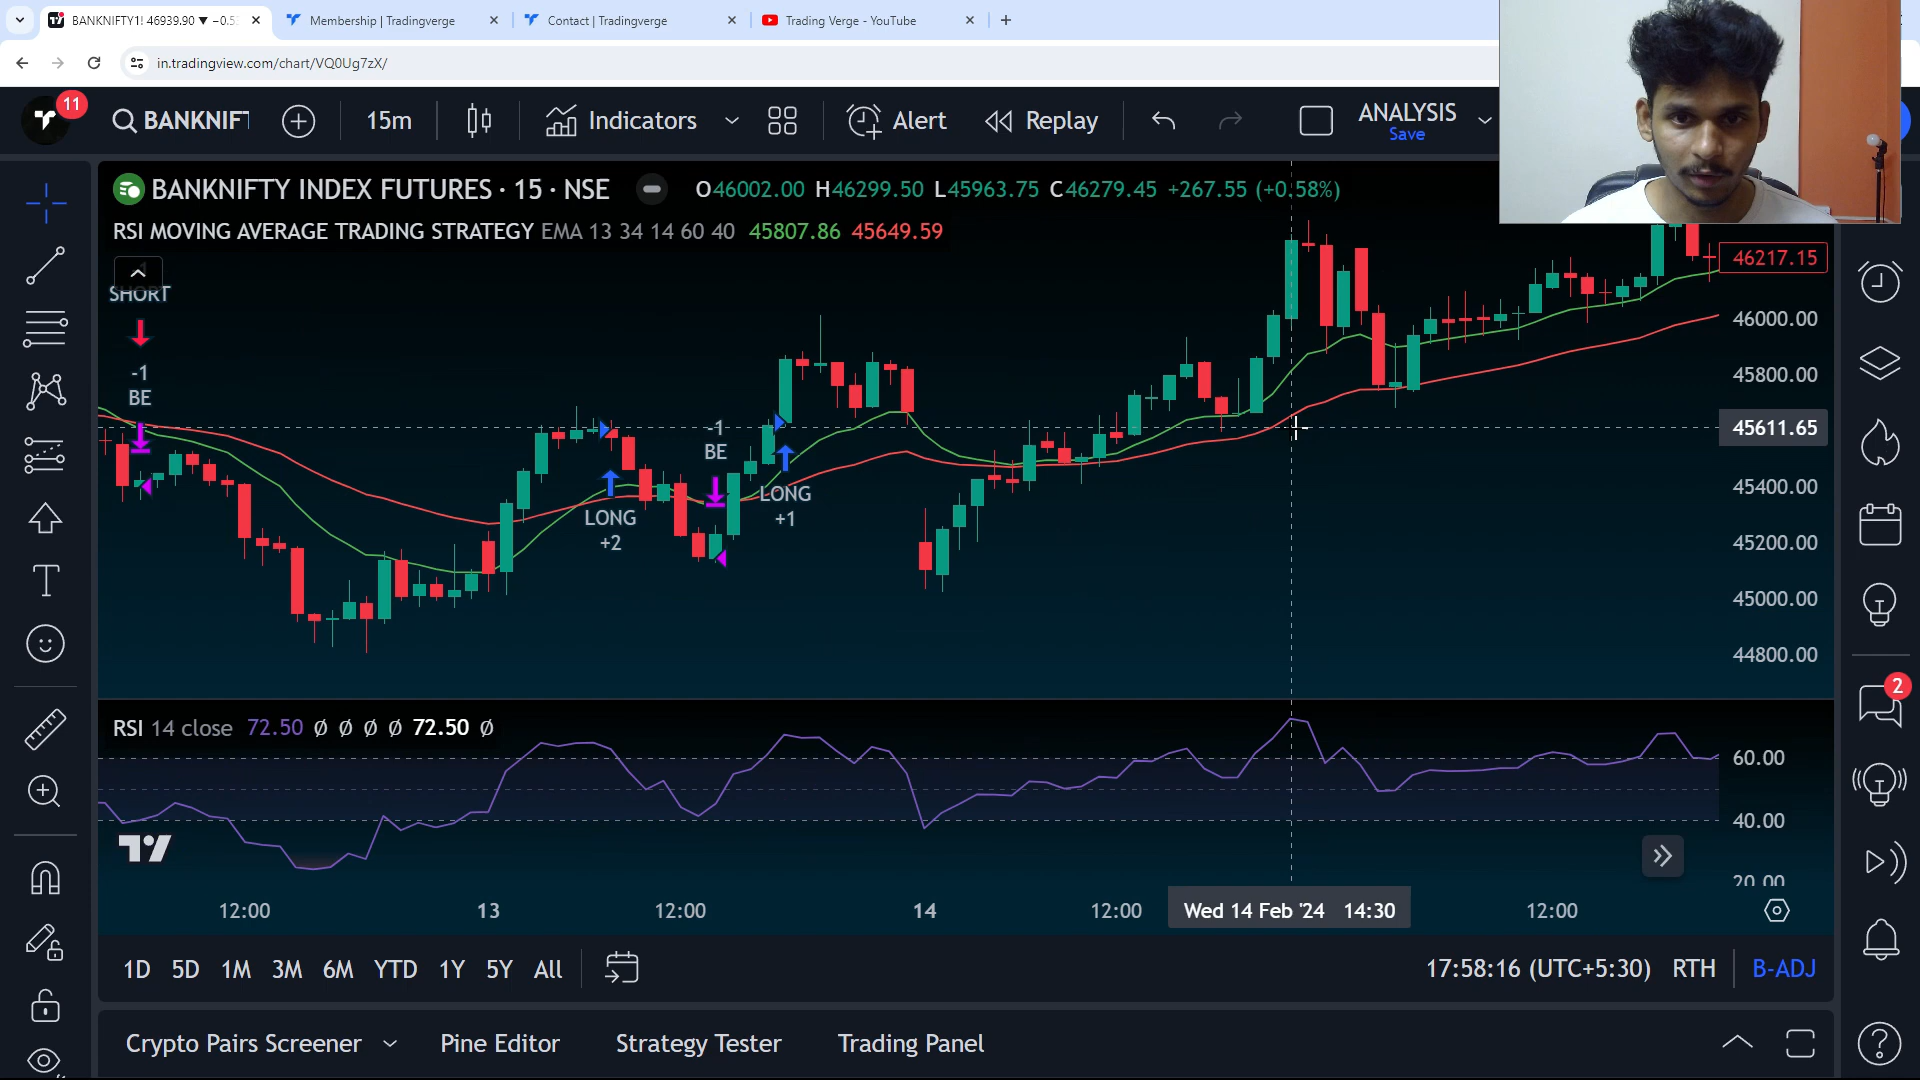 BANKNIFTY1! 46939.90 ▼ −0.5
Membership | Tradingverge
Contact | Tradingverge
Trading Verge - YouTube
in.tradingview.com/chart/VQ0Ug7zX/
11
BANKNIFT
15m
Indicators
Alert
Replay
ANALYSIS
Save
BANKNIFTY INDEX FUTURES · 15 · NSE
O46002.00 H46299.50 L45963.75 C46279.45 +267.55 (+0.58%)
RSI MOVING AVERAGE TRADING STRATEGY EMA 13 34 14 60 40 45807.86 45649.59
SHORT
-1
BE
LONG
+2
-1
BE
LONG
+1
46217.15
46000.00
45800.00
45611.65
45400.00
45200.00
45000.00
44800.00
RSI 14 close 72.50 Ø Ø Ø Ø 72.50 Ø
60.00
40.00
20.00
12:00
13
12:00
14
12:00
Wed 14 Feb '24 14:30
12:00
1D 5D 1M 3M 6M YTD 1Y 5Y All
17:58:16 (UTC+5:30) RTH B-ADJ
Crypto Pairs Screener
Pine Editor
Strategy Tester
Trading Panel
2